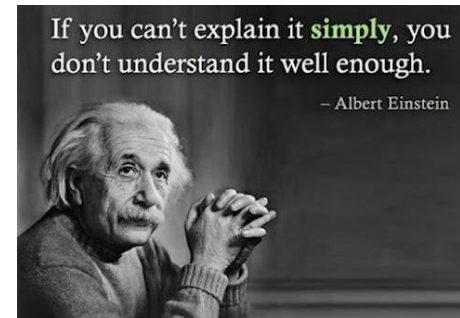 If you can’t explain it simply, you
don’t understand it well enough.
– Albert Einstein